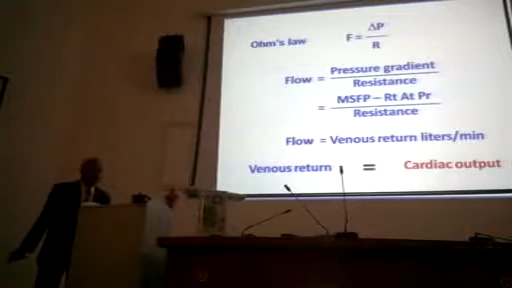 Ohm's law F = ΔP / R
Flow = Pressure gradient / Resistance
= MSFP – Rt At Pr / Resistance
Flow = Venous return liters/min
Venous return = Cardiac output